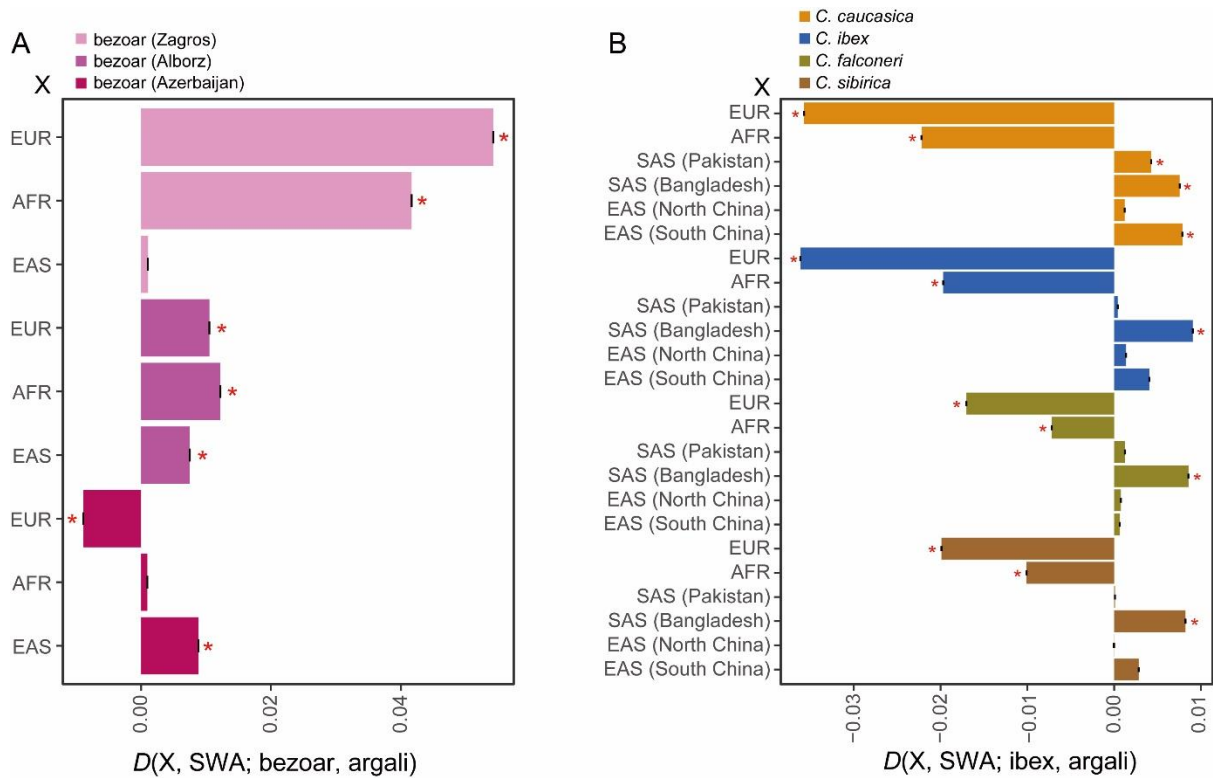 A
bezoar (Zagros)
bezoar (Alborz)
bezoar (Azerbaijan)
X
EUR
*
AFR
*
EAS
EUR
*
AFR
*
EAS
*
EUR
*
AFR
EAS
*
0.00
0.02
0.04
D(X, SWA; bezoar, argali)
B
C. caucasica
C. ibex
C. falconeri
C. sibirica
X
EUR
*
AFR
*
SAS (Pakistan)
*
SAS (Bangladesh)
*
EAS (North China)
EAS (South China)
*
EUR
*
AFR
*
SAS (Pakistan)
SAS (Bangladesh)
*
EAS (North China)
EAS (South China)
EUR
*
AFR
*
SAS (Pakistan)
SAS (Bangladesh)
*
EAS (North China)
EAS (South China)
EUR
*
AFR
*
SAS (Pakistan)
SAS (Bangladesh)
*
EAS (North China)
EAS (South China)
−0.03
−0.02
−0.01
0.00
0.01
D(X, SWA; ibex, argali)